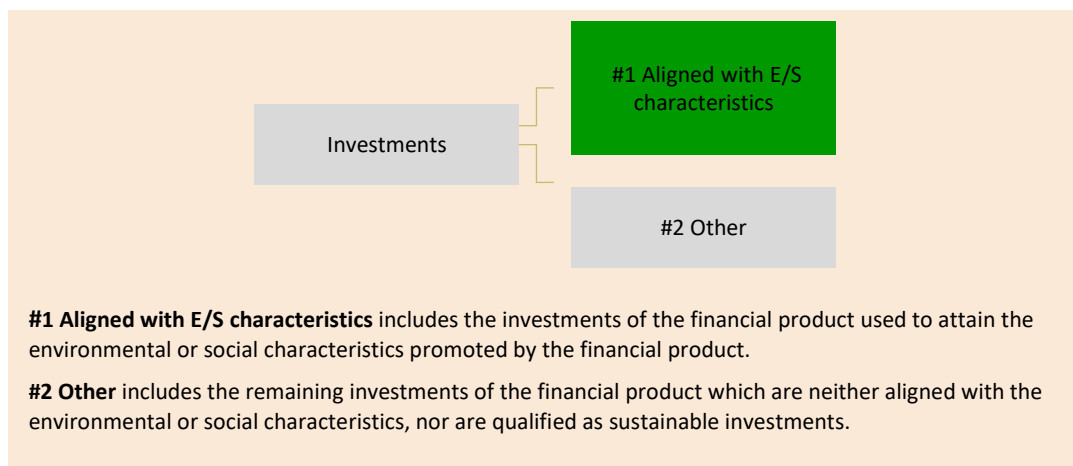 #1 Aligned with E/S
characteristics
Investments
#2 Other
#1 Aligned with E/S characteristics includes the investments of the financial product used to attain the
environmental or social characteristics promoted by the financial product.
#2 Other includes the remaining investments of the financial product which are neither aligned with the
environmental or social characteristics, nor are qualified as sustainable investments.